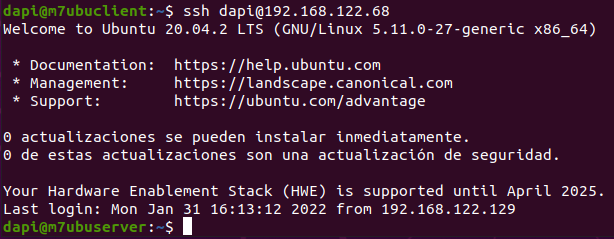 dapi@m7ubuclient:~$ ssh dapi@192.168.122.68
Welcome to Ubuntu 20.04.2 LTS (GNU/Linux 5.11.0-27-generic x86_64)
* Documentation:  https://help.ubuntu.com
* Management:     https://landscape.canonical.com
* Support:        https://ubuntu.com/advantage
0 actualizaciones se pueden instalar inmediatamente.
0 de estas actualizaciones son una actualización de seguridad.
Your Hardware Enablement Stack (HWE) is supported until April 2025.
Last login: Mon Jan 31 16:13:12 2022 from 192.168.122.129
dapi@m7ubuserver:~$